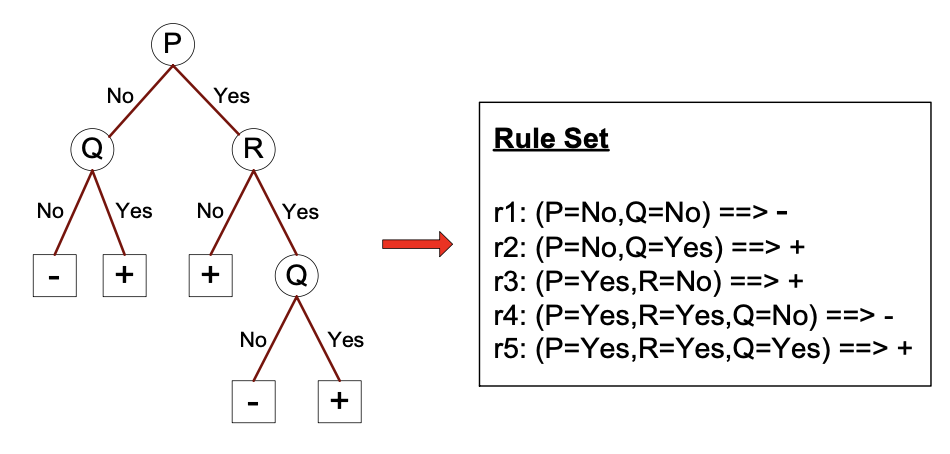 P
No
Yes
Q
R
No
Yes
No
Yes
-
+
+
Q
No
Yes
-
+
Rule Set
r1: (P=No,Q=No) ==> -
r2: (P=No,Q=Yes) ==> +
r3: (P=Yes,R=No) ==> +
r4: (P=Yes,R=Yes,Q=No) ==> -
r5: (P=Yes,R=Yes,Q=Yes) ==> +